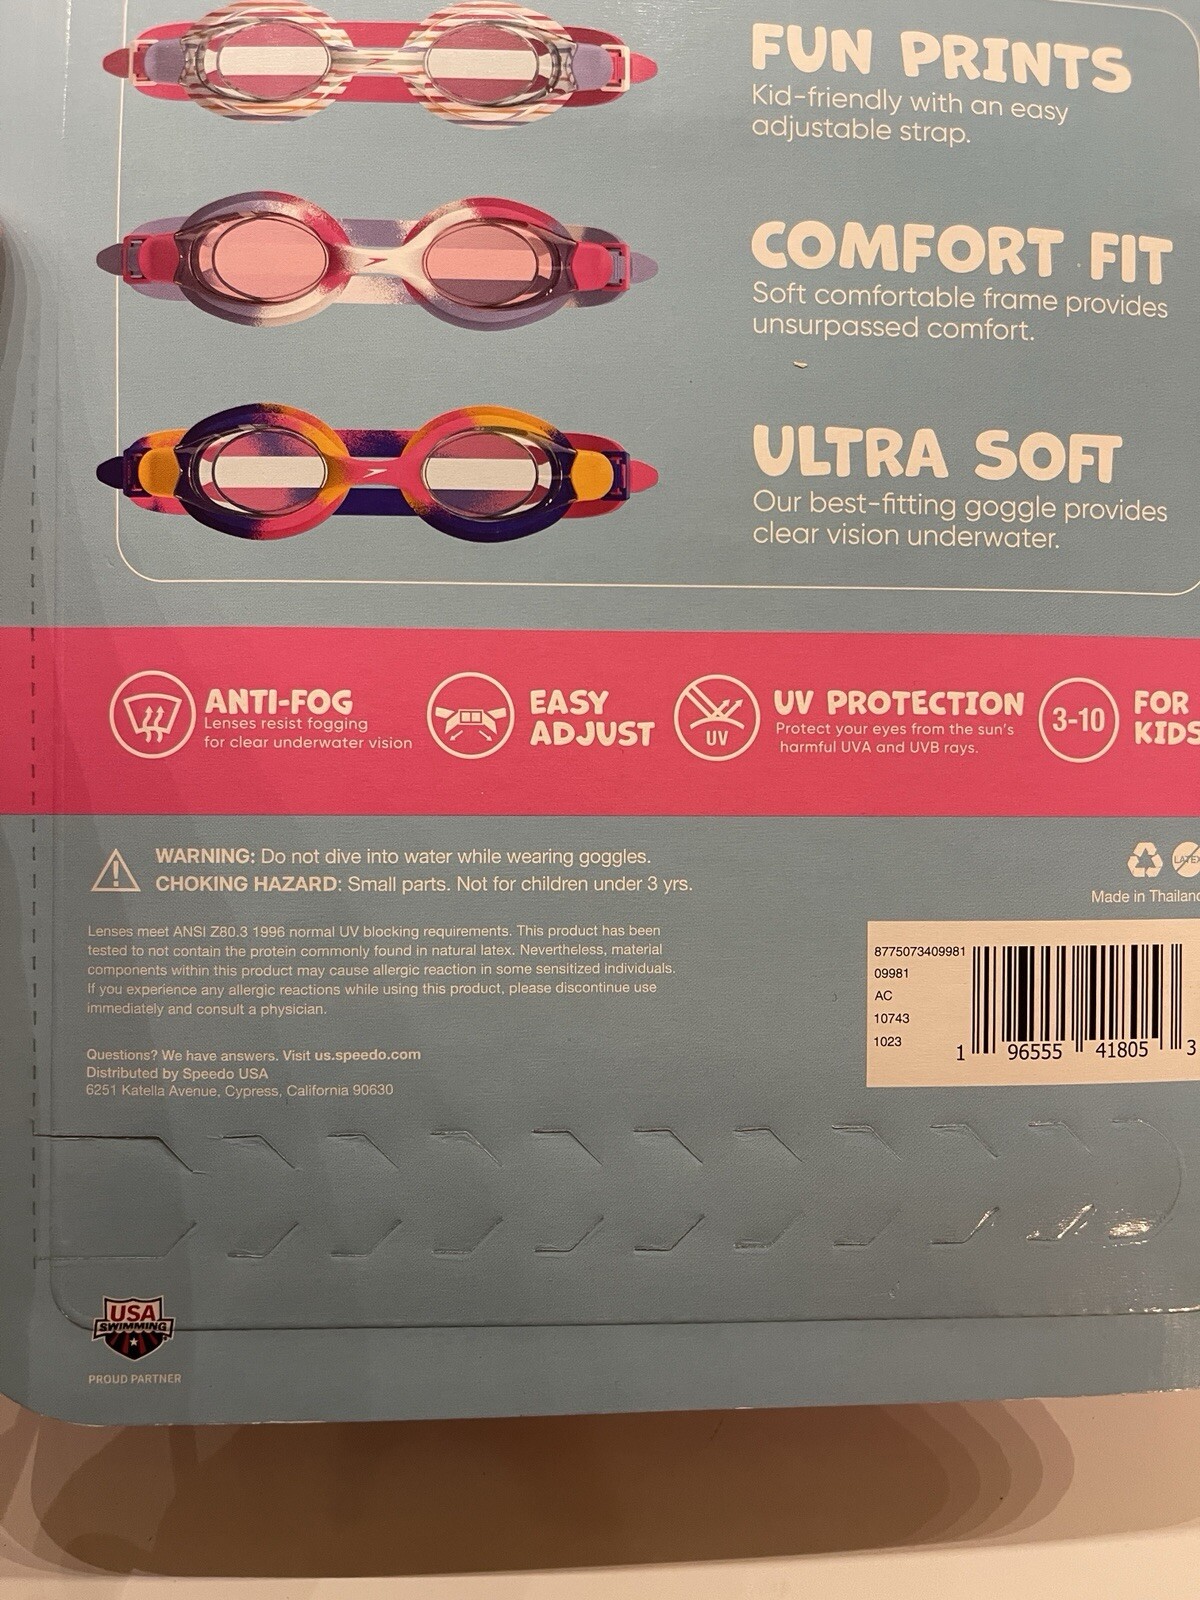 FUN PRINTS
Kid-friendly with an easy
adjustable strap.
COMFORT FIT
Soft comfortable frame provides
unsurpassed comfort.
ULTRA SOFT
Our best-fitting goggle provides
clear vision underwater.
ANTI-FOG
Lenses resist fogging
for clear underwater vision
EASY
ADJUST
UV
UV PROTECTION
Protect your eyes from the sun's
harmful UVA and UVB rays.
3-10
FOR
KIDS
WARNING: Do not dive into water while wearing goggles.
CHOKING HAZARD: Small parts. Not for children under 3 yrs.
LATEX
Made in Thailand
Lenses meet ANSI Z80.3 1996 normal UV blocking requirements. This product has been
tested to not contain the protein commonly found in natural latex. Nevertheless, material
components within this product may cause allergic reaction in some sensitized individuals.
If you experience any allergic reactions while using this product, please discontinue use
immediately and consult a physician.
8775073409981
09981
AC
10743
1023
1 96555 41805 3
Questions? We have answers. Visit us.speedo.com
Distributed by Speedo USA
6251 Katella Avenue, Cypress, California 90630
USA
SWIMMING
PROUD PARTNER